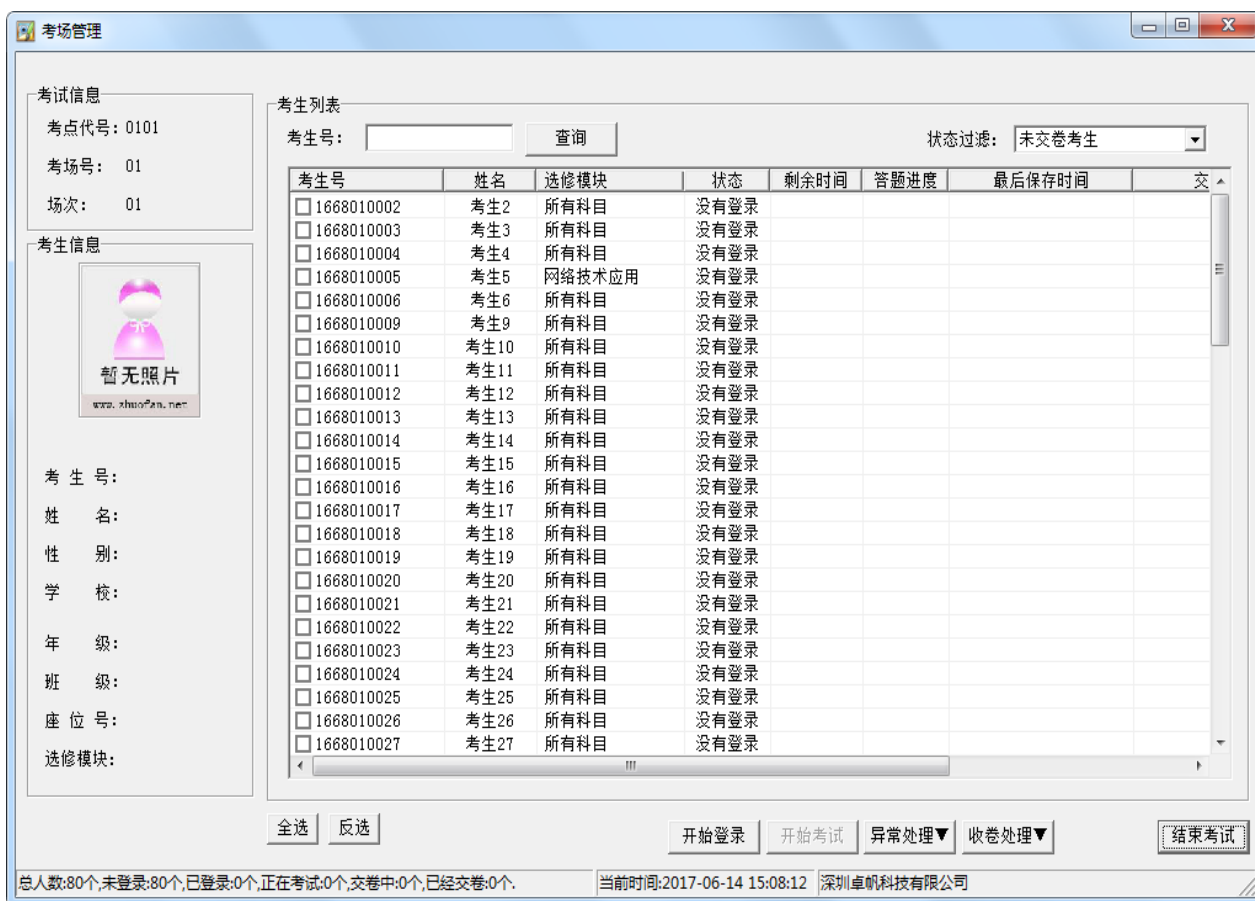 考场管理
考试信息
考点代号: 0101
考场号: 01
场次: 01
考生信息
暂无照片
www.zhuofan.net
考 生 号:
姓 名:
性 别:
学 校:
年 级:
班 级:
座 位 号:
选修模块:
考生列表
考生号: 查询 状态过滤: 未交卷考生
考生号 姓名 选修模块 状态 剩余时间 答题进度 最后保存时间 交
1668010002 考生2 所有科目 没有登录
1668010003 考生3 所有科目 没有登录
1668010004 考生4 所有科目 没有登录
1668010005 考生5 网络技术应用 没有登录
1668010006 考生6 所有科目 没有登录
1668010009 考生9 所有科目 没有登录
1668010010 考生10 所有科目 没有登录
1668010011 考生11 所有科目 没有登录
1668010012 考生12 所有科目 没有登录
1668010013 考生13 所有科目 没有登录
1668010014 考生14 所有科目 没有登录
1668010015 考生15 所有科目 没有登录
1668010016 考生16 所有科目 没有登录
1668010017 考生17 所有科目 没有登录
1668010018 考生18 所有科目 没有登录
1668010019 考生19 所有科目 没有登录
1668010020 考生20 所有科目 没有登录
1668010021 考生21 所有科目 没有登录
1668010022 考生22 所有科目 没有登录
1668010023 考生23 所有科目 没有登录
1668010024 考生24 所有科目 没有登录
1668010025 考生25 所有科目 没有登录
1668010026 考生26 所有科目 没有登录
1668010027 考生27 所有科目 没有登录
全选 反选 开始登录 开始考试 异常处理▼ 收卷处理▼ 结束考试
总人数:80个,未登录:80个,已登录:0个,正在考试:0个,交卷中:0个,已经交卷:0个. 当前时间:2017-06-14 15:08:12 深圳卓帆科技有限公司